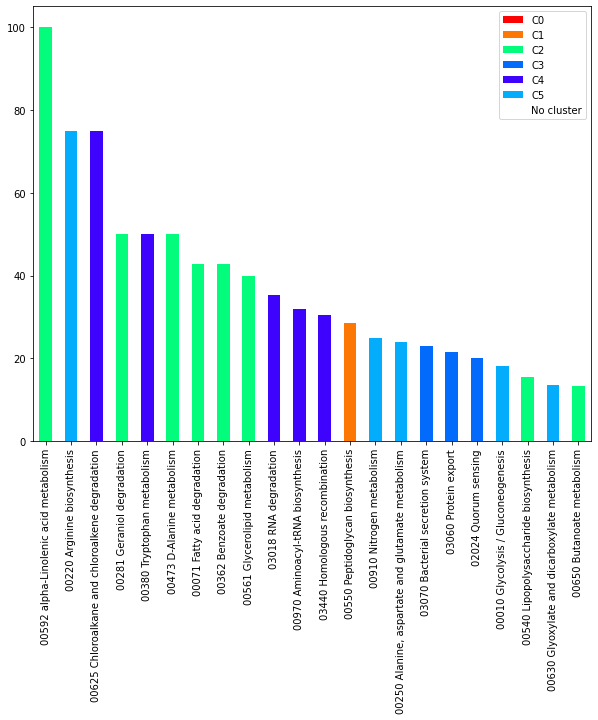 100
80
60
40
20
0
C0
C1
C2
C3
C4
C5
No cluster
00592 alpha-Linolenic acid metabolism
00220 Arginine biosynthesis
00625 Chloroalkane and chloroalkene degradation
00281 Geraniol degradation
00380 Tryptophan metabolism
00473 D-Alanine metabolism
00071 Fatty acid degradation
00362 Benzoate degradation
00561 Glycerolipid metabolism
03018 RNA degradation
00970 Aminoacyl-tRNA biosynthesis
03440 Homologous recombination
00550 Peptidoglycan biosynthesis
00910 Nitrogen metabolism
00250 Alanine, aspartate and glutamate metabolism
03070 Bacterial secretion system
03060 Protein export
02024 Quorum sensing
00010 Glycolysis / Gluconeogenesis
00540 Lipopolysaccharide biosynthesis
00630 Glyoxylate and dicarboxylate metabolism
00650 Butanoate metabolism